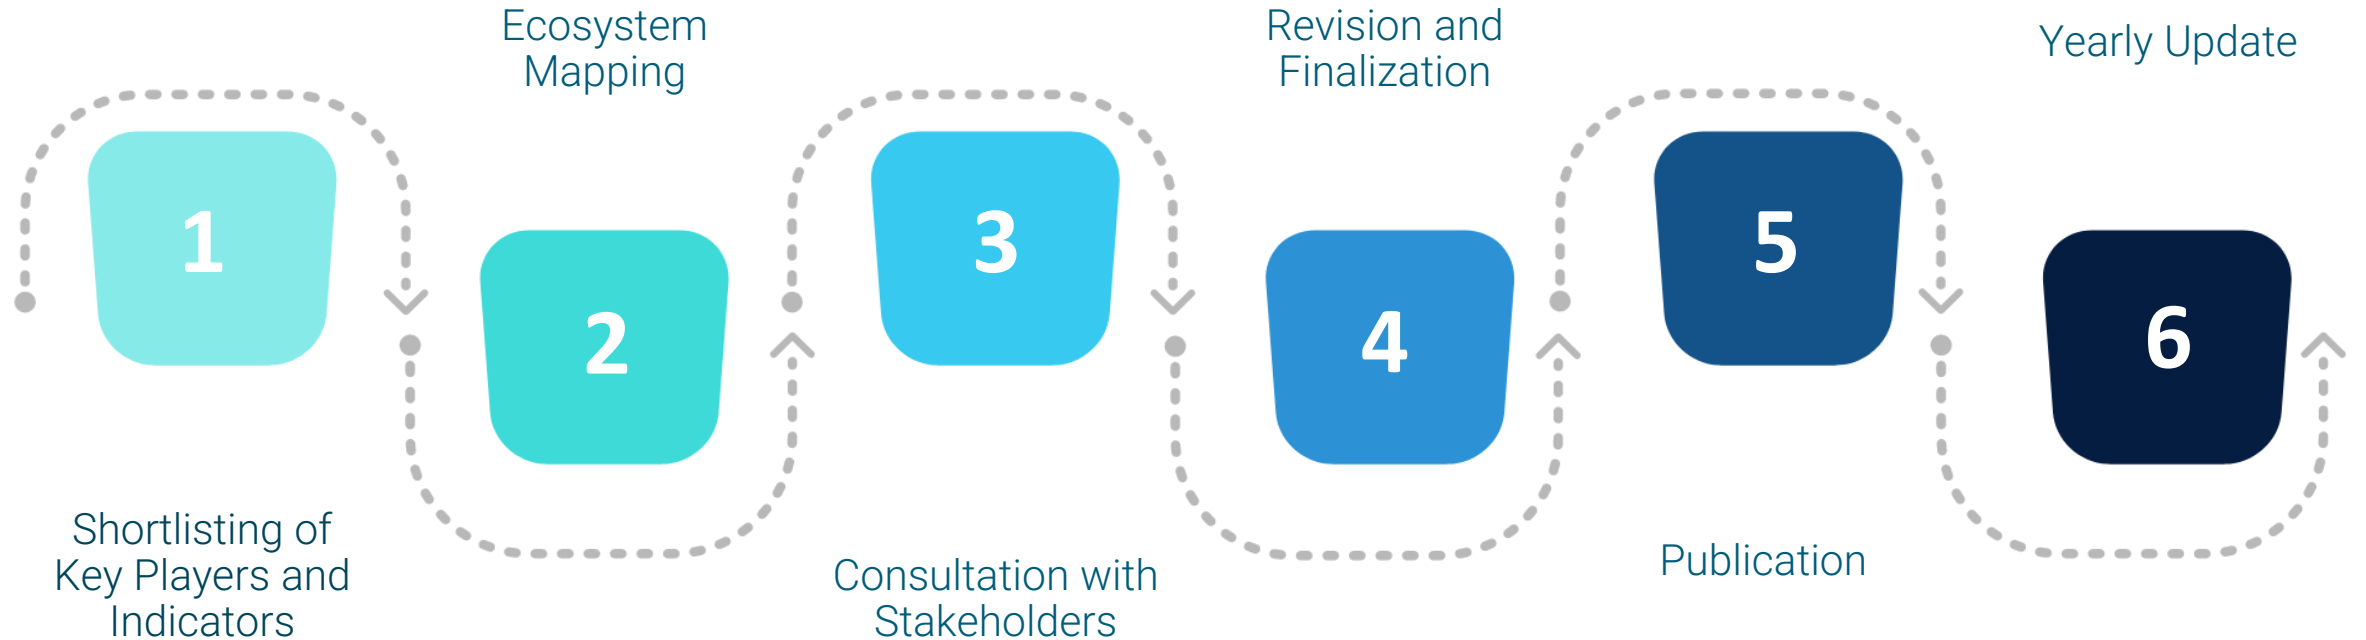 1
Shortlisting of
Key Players and
Indicators
Ecosystem
Mapping
2
3
Consultation with
Stakeholders
Revision and
Finalization
4
5
Publication
Yearly Update
6